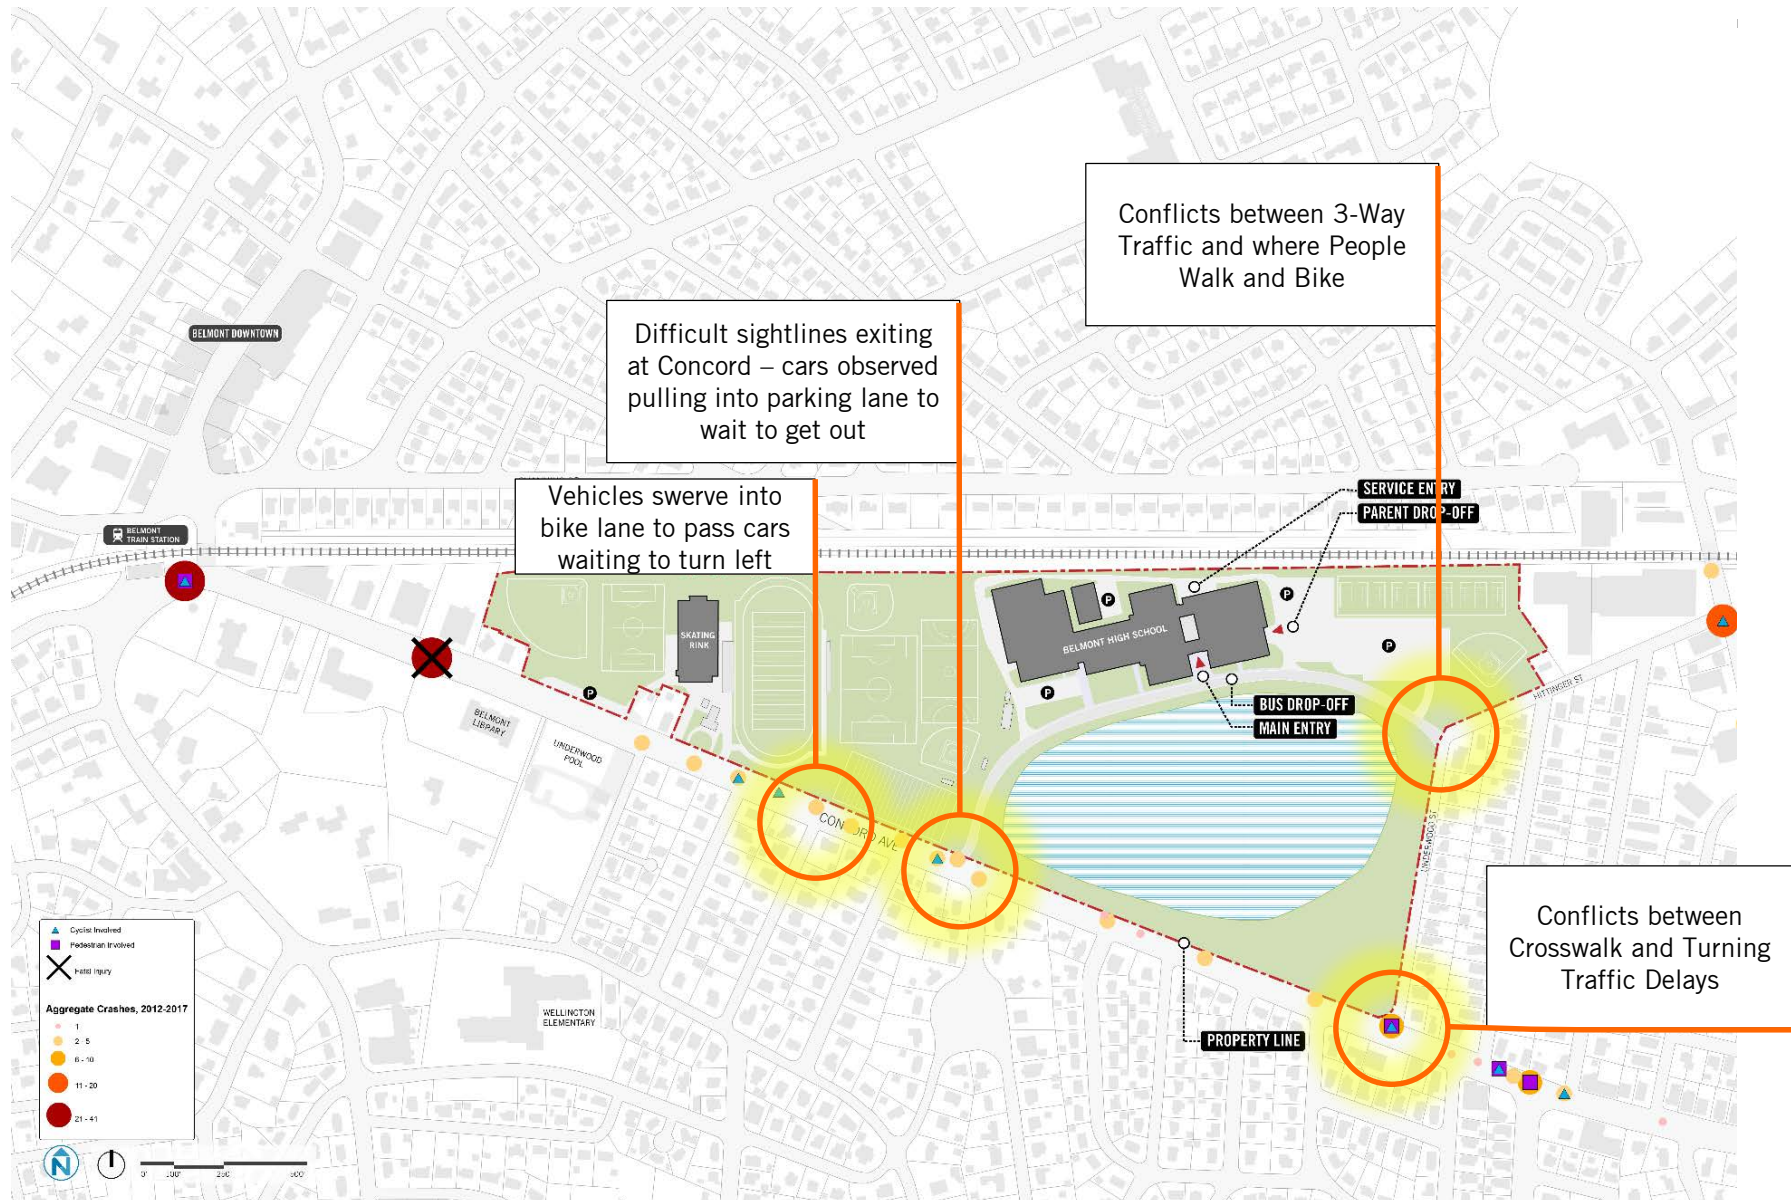 Conflicts between 3-Way
Traffic and where People
Walk and Bike
Difficult sightlines exiting
at Concord – cars observed
pulling into parking lane to
wait to get out
BELMONT DOWNTOWN
Vehicles swerve into
bike lane to pass cars
waiting to turn left
SERVICE ENTRY
PARENT DROP-OFF
BELMONT
TRAIN STATION
SKATING
RINK
BELMONT HIGH SCHOOL
P
P
P
P
P
BUS DROP-OFF
MAIN ENTRY
HITTINGER ST
BELMONT
LIBRARY
UNDERWOOD
POOL
CONCORD AVE
UNDERWOOD ST
Conflicts between
Crosswalk and Turning
Traffic Delays
WELLINGTON
ELEMENTARY
PROPERTY LINE
Cyclist Involved
Pedestrian Involved
Fatal Injury
Aggregate Crashes, 2012-2017
1
2 - 5
6 - 10
11 - 20
21 - 41
N